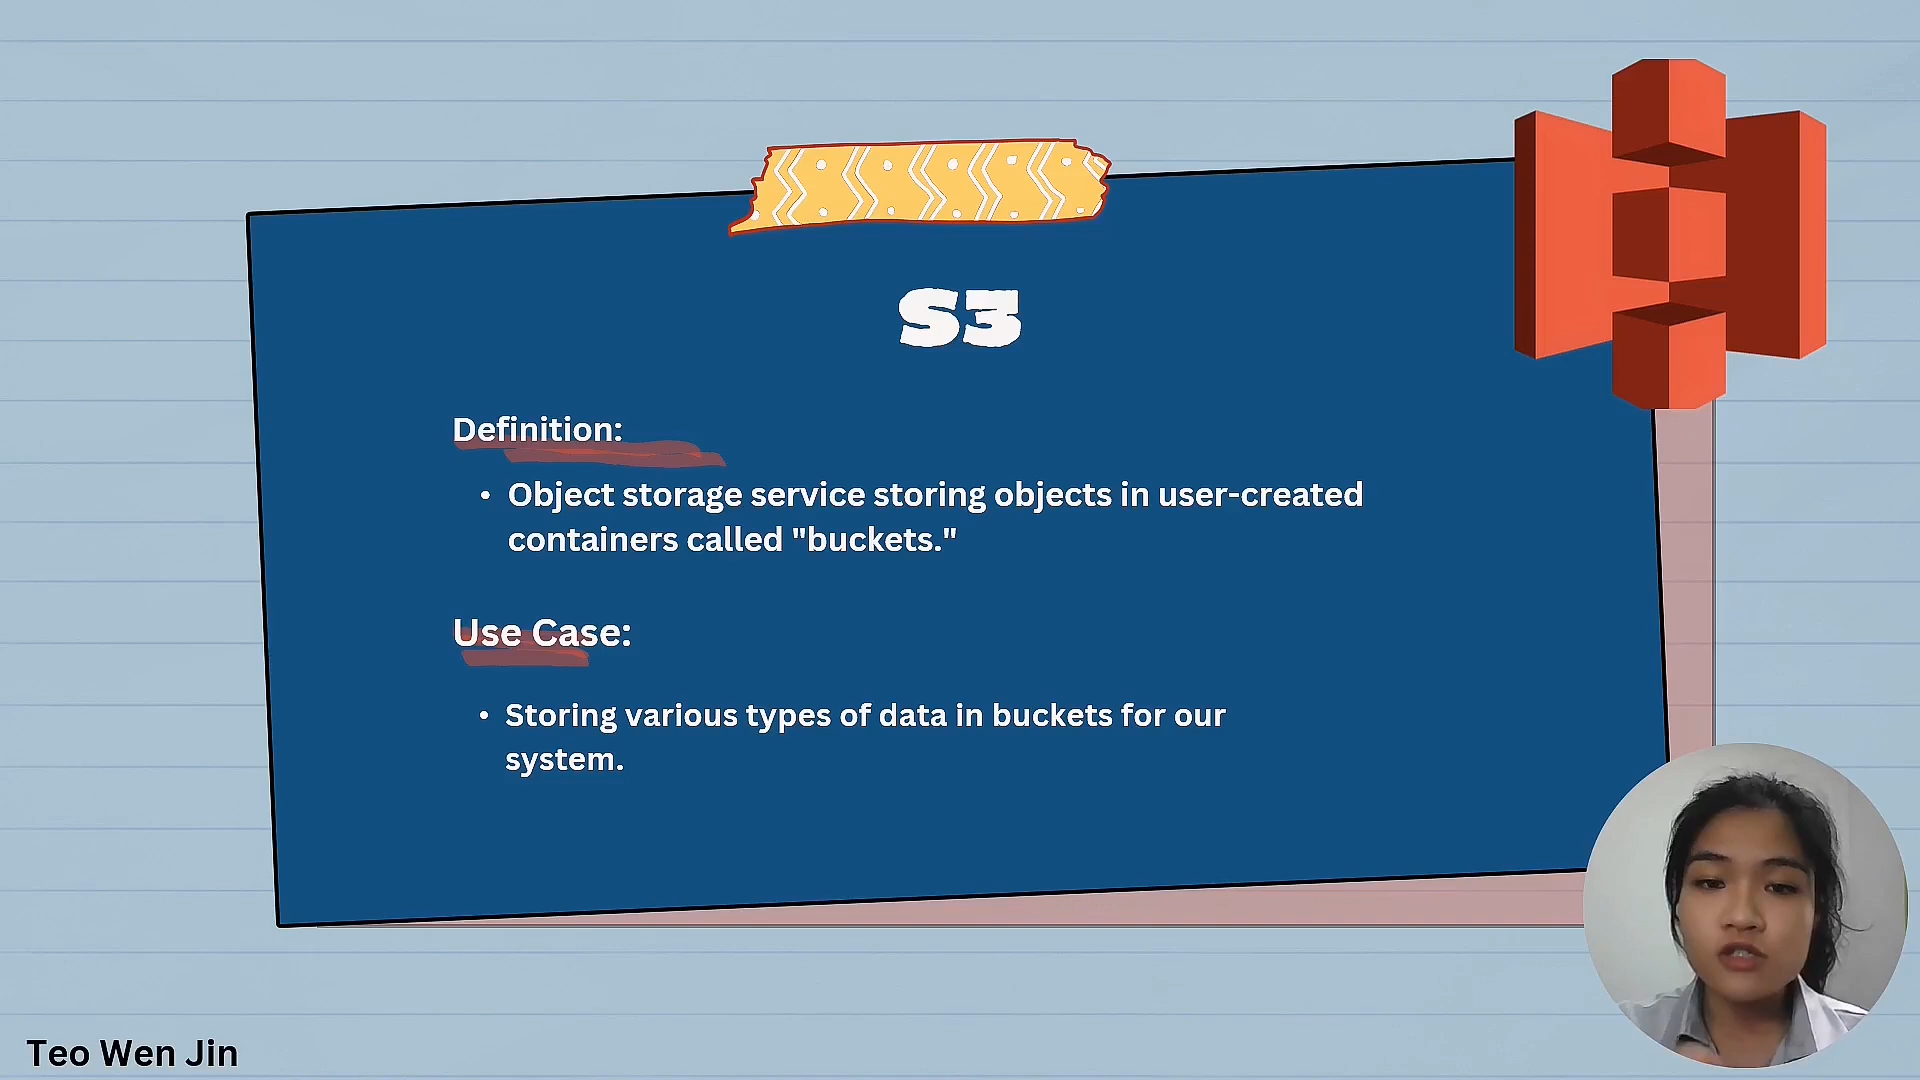 S3
Definition:
• Object storage service storing objects in user-created
containers called "buckets."
Use Case:
• Storing various types of data in buckets for our
system.
Teo Wen Jin